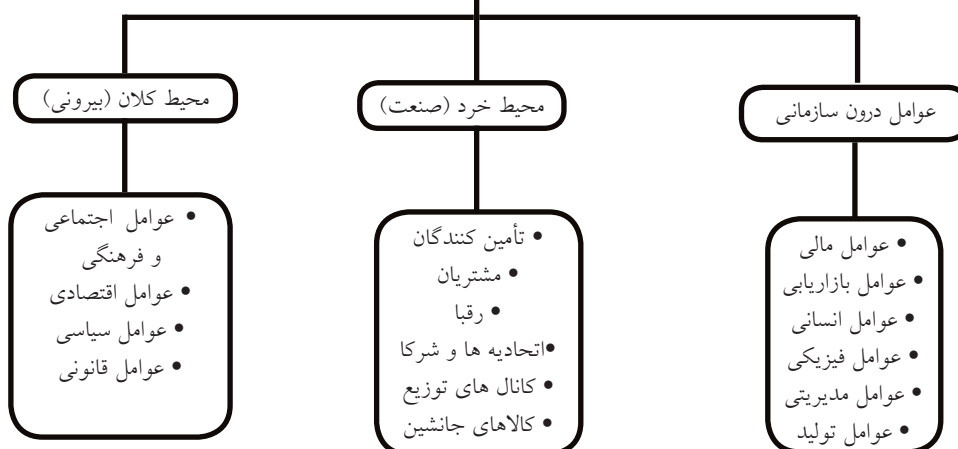 عوامل درون سازمانی
• عوامل مالی
• عوامل بازاریابی
• عوامل انسانی
• عوامل فیزیکی
• عوامل مدیریتی
• عوامل تولید
محیط خرد (صنعت)
• تأمین کنندگان
• مشتریان
• رقبا
•اتحادیه ها و شرکا
• کانال های توزیع
• کالاهای جانشین
محیط کلان (بیرونی)
• عوامل اجتماعی
و فرهنگی
• عوامل اقتصادی
• عوامل سیاسی
• عوامل قانونی